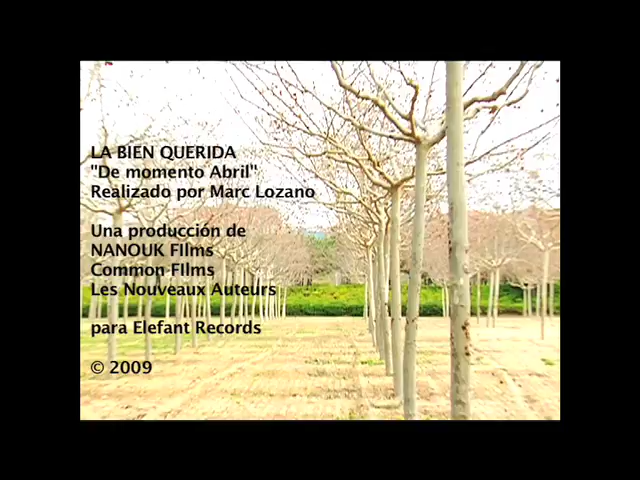 LA BIEN QUERIDA
"De momento Abril"
Realizado por Marc Lozano
Una producción de
NANOUK FIlms
Common FIlms
Les Nouveaux Auteurs
para Elefant Records
© 2009